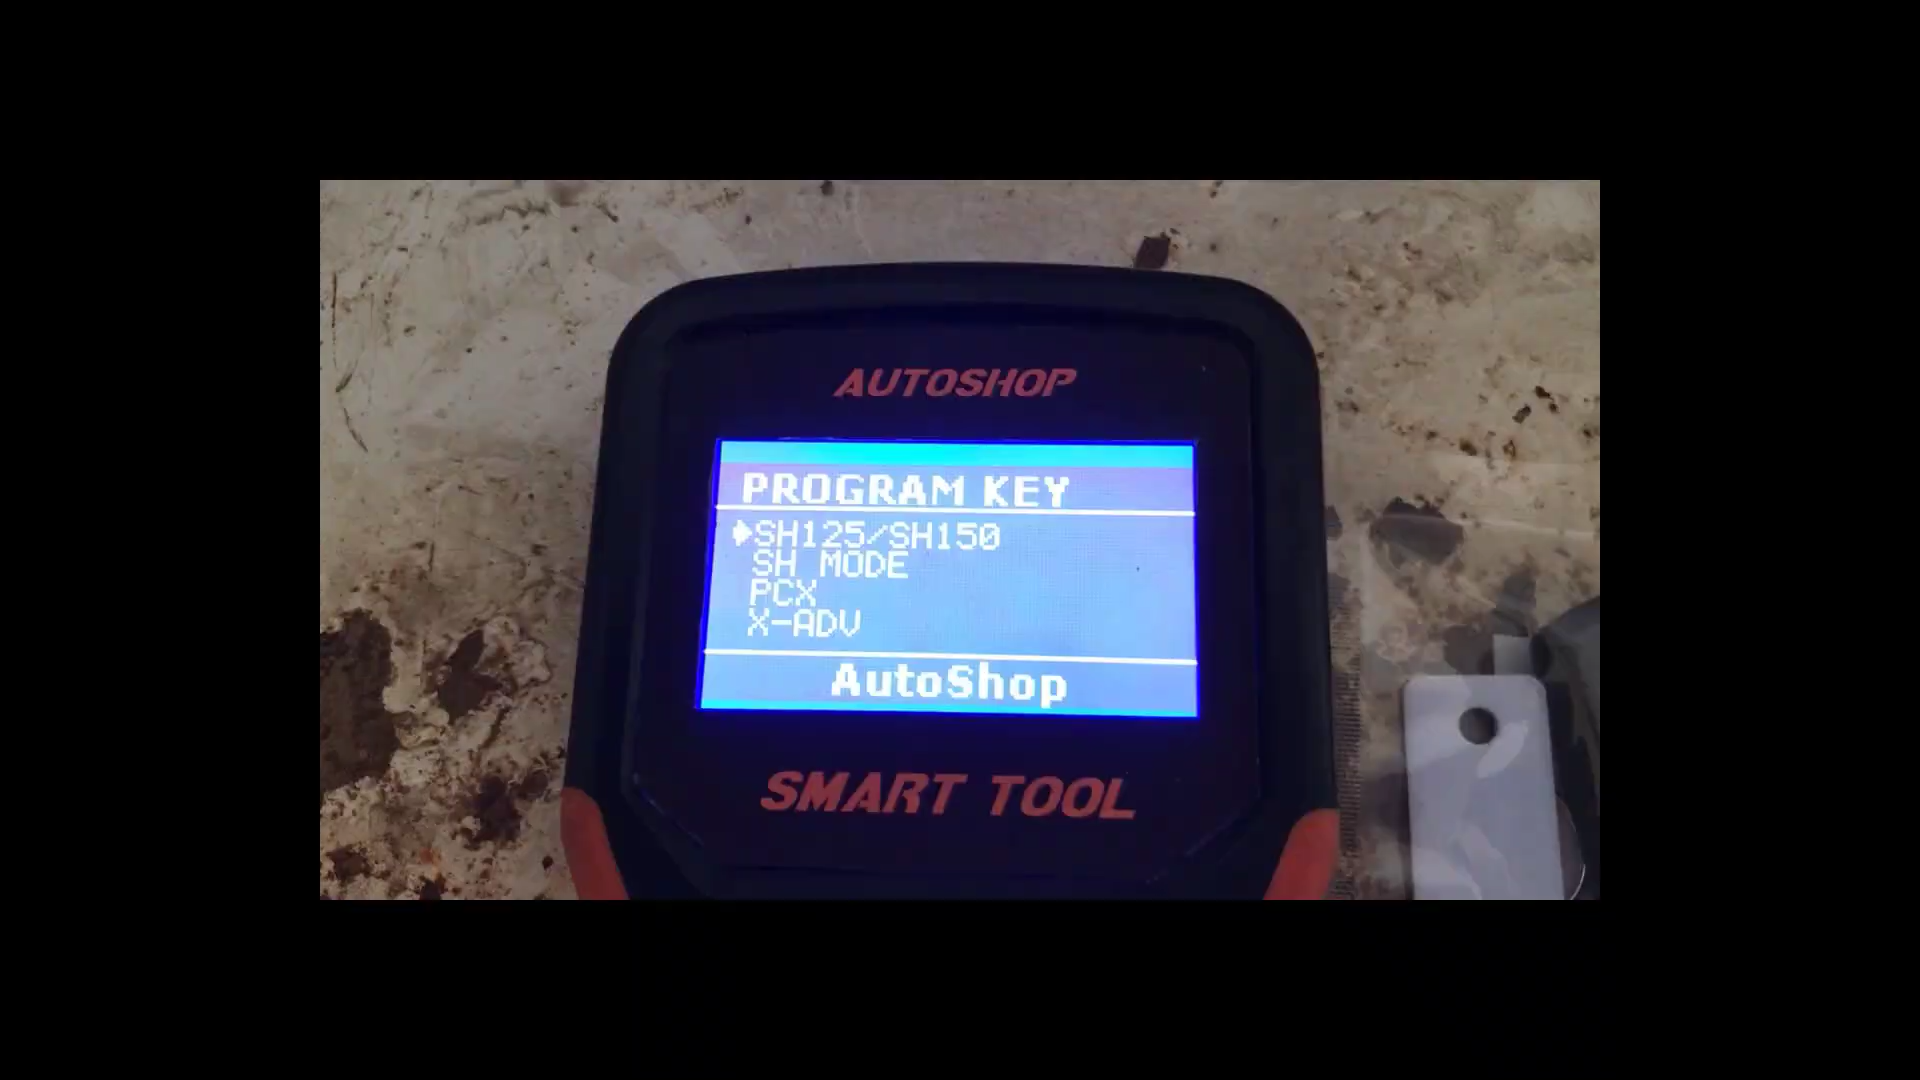 AUTOSHOP
PROGRAM KEY
SH125/SH150
SH MODE
PCX
X-ADV
AutoShop
SMART TOOL